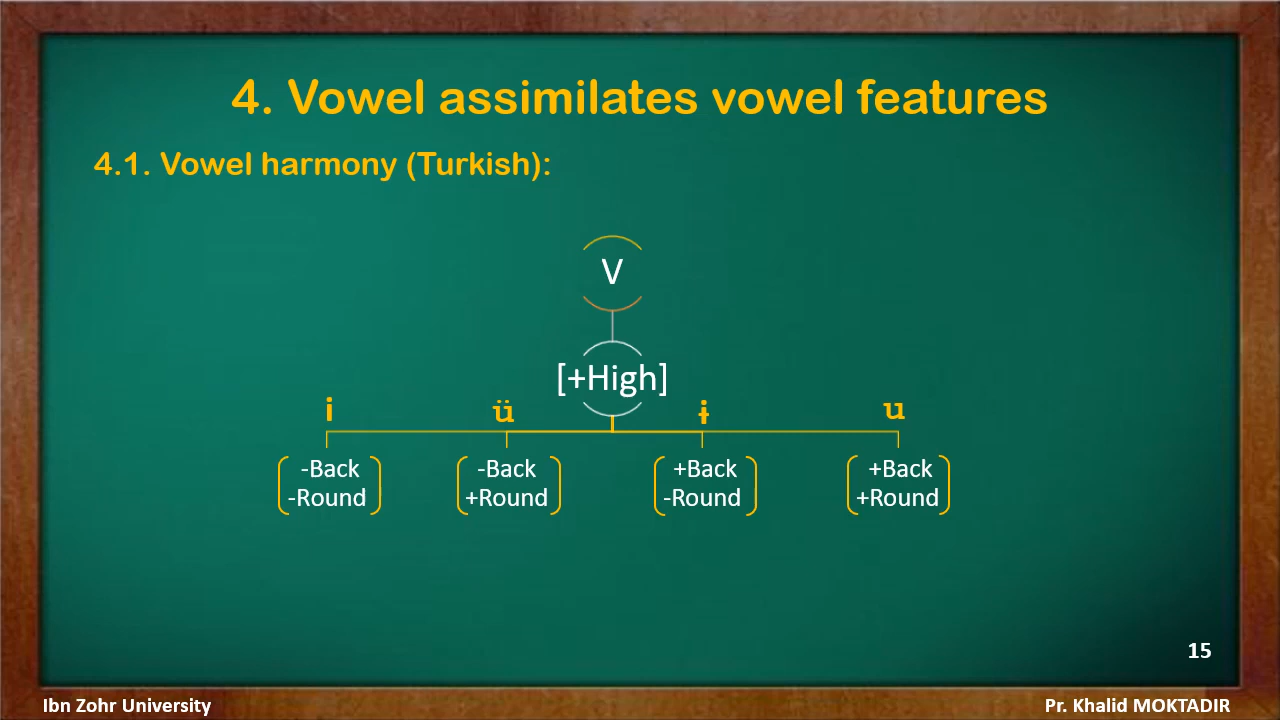 4. Vowel assimilates vowel features
4.1. Vowel harmony (Turkish):
V
[+High]
i ü ɨ u
-Back -Back +Back +Back
-Round +Round -Round +Round
15
Ibn Zohr University Pr. Khalid MOKTADIR